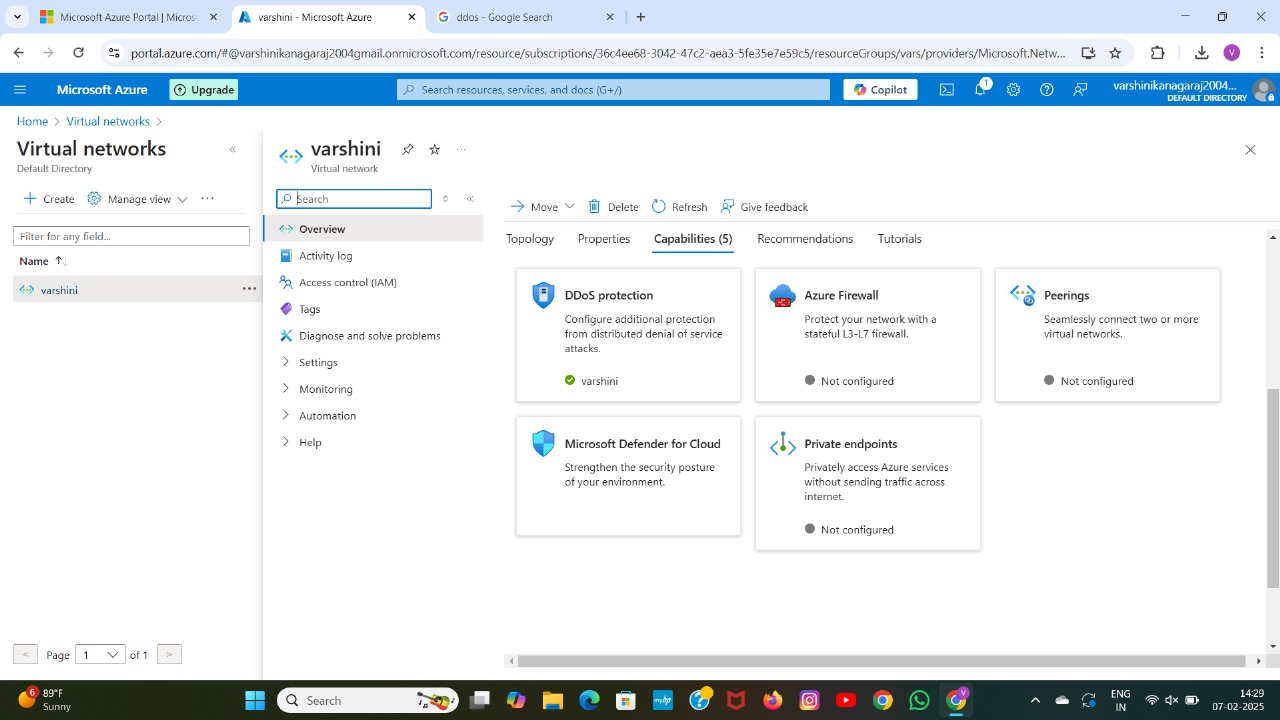 Microsoft Azure Portal | Micros
varshini - Microsoft Azure
ddos - Google Search
portal.azure.com/#@varshinikanagaraj2004gmail.onmicrosoft.com/resource/subscriptions/36c4ee68-3042-47c2-aea3-5fe35e7e59c5/resourceGroups/vars/providers/Microsoft.Netw...
V
Microsoft Azure
Upgrade
Search resources, services, and docs (G+/)
Copilot
1
varshinikanagaraj2004...
DEFAULT DIRECTORY
Home > Virtual networks >
Virtual networks
Default Directory
Create
Manage view
Filter for any field...
Name
varshini
Page 1 of 1
varshini
Virtual network
Search
Overview
Activity log
Access control (IAM)
Tags
Diagnose and solve problems
Settings
Monitoring
Automation
Help
Move
Delete
Refresh
Give feedback
Topology
Properties
Capabilities (5)
Recommendations
Tutorials
DDoS protection
Configure additional protection
from distributed denial of service
attacks.
varshini
Azure Firewall
Protect your network with a
stateful L3-L7 firewall.
Not configured
Peerings
Seamlessly connect two or more
virtual networks.
Not configured
Microsoft Defender for Cloud
Strengthen the security posture
of your environment.
Private endpoints
Privately access Azure services
without sending traffic across
internet.
Not configured
6
89°F
Sunny
Search
V
ENG
IN
14:29
07-02-2025